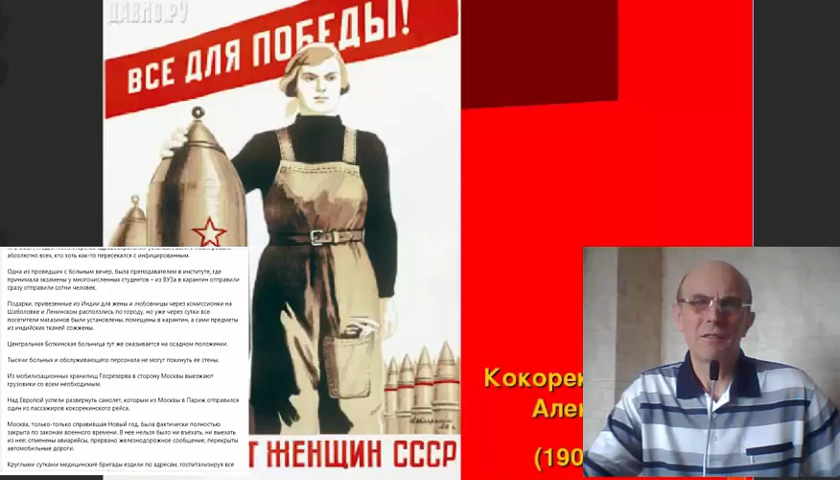 ДАВНО.РУ
ВСЕ ДЛЯ ПОБЕДЫ!
абсолютно всех, кто хоть как-то пересекался с инфицированным.
Одна из проведших с больным вечер, была преподавателем в институте, где
принимала экзамены у многочисленных студентов – из ВУЗа в карантин отправили
сразу отправили сотни человек.
Подарки, привезенные из Индии для жены и любовницы через комиссионки на
Шаболовке и Ленинском расползлись по городу, но уже через сутки все
посетители магазинов были установлены, помещены в карантин, а сами предметы
из индийских тканей сожжены.
Центральная Боткинская больница тут же оказывается на осадном положении.
Тысячи больных и обслуживающего персонала не могут покинуть ее стены.
Из мобилизационных хранилищ Госрезерва в сторону Москвы выезжают
грузовики со всем необходимым.
Над Европой успели развернуть самолет, которым из Москвы в Париж отправился
один из пассажиров кокорекинского рейса.
Москва, только-только справившая Новый год, была фактически полностью
закрыта по законам военного времени. В нее нельзя было ни въехать, ни выехать
из нее: отменены авиарейсы, прервано железнодорожное сообщение, перекрыты
автомобильные дороги.
Круглыми сутками медицинские бригады ездили по адресам, госпитализируя все
Т ЖЕНЩИН СССР
Кокорек
Алек
(190